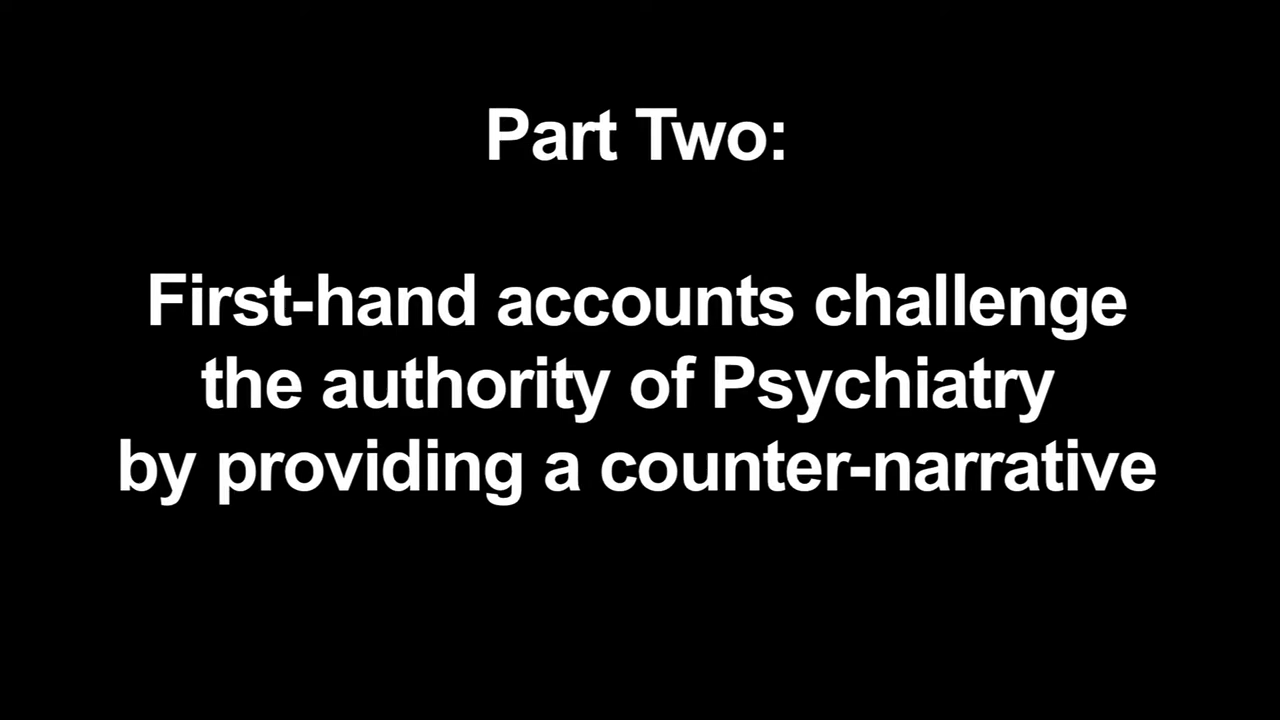 Part Two:
First-hand accounts challenge
the authority of Psychiatry
by providing a counter-narrative